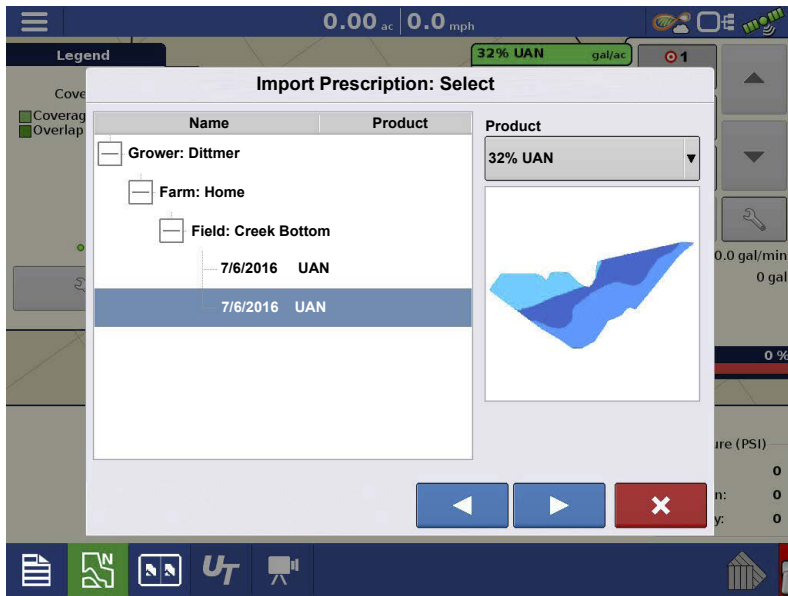 0.00 ac 0.0 mph
Legend
32% UAN gal/ac
1
Import Prescription: Select
Name Product
Product
Grower: Dittmer
32% UAN
Farm: Home
Field: Creek Bottom
7/6/2016 UAN
7/6/2016 UAN
Cove
Coverag
Overlap
0.0 gal/min
0 gal
0 %
ure (PSI)
0
n: 0
y: 0
N
UT